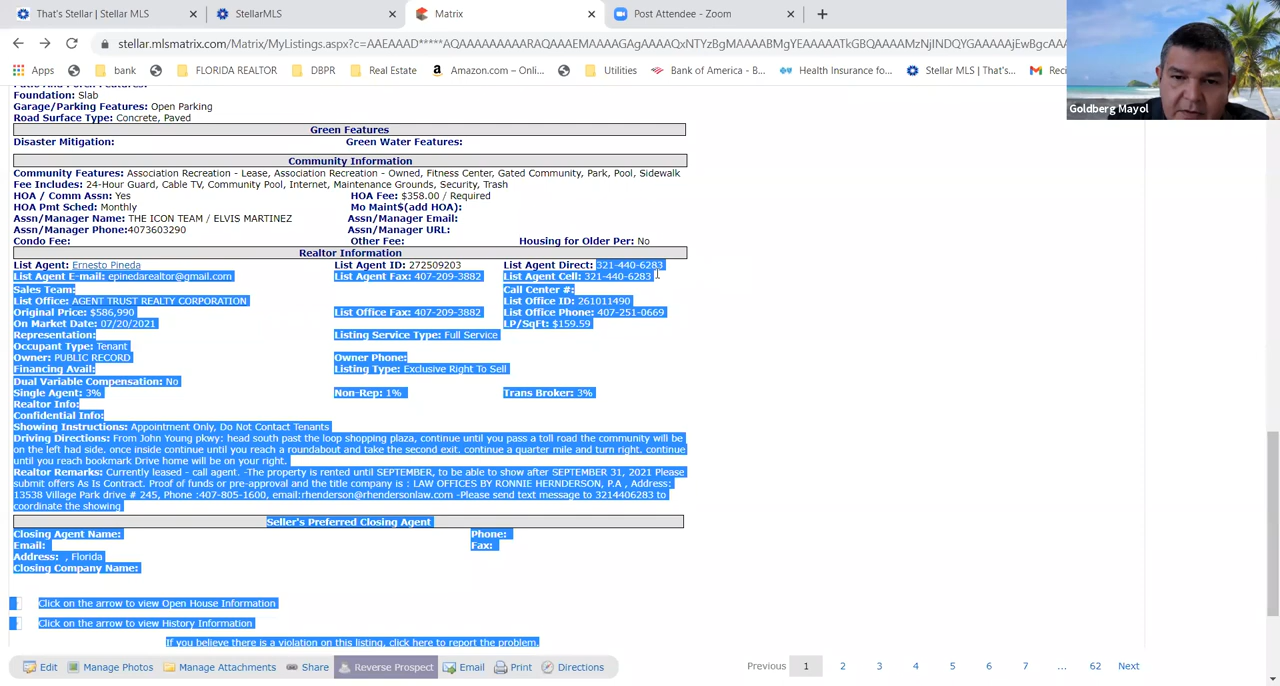 That's Stellar | Stellar MLS
StellarMLS
Matrix
Post Attendee - Zoom
stellar.mlsmatrix.com/Matrix/MyListings.aspx?c=AAEAAAD*****AQAAAAAAAAARAQAAAEMAAAAGAgAAAAQxNTYzBgMAAAABMgYEAAAAATkGBQAAAAMzNjINDQYGAAAAAjEwBgcAA
Apps bank FLORIDA REALTOR DBPR Real Estate Amazon.com – Onli... Utilities Bank of America - B... Health Insurance fo... Stellar MLS | That's... Reci
Goldberg Mayol
Foundation: Slab
Garage/Parking Features: Open Parking
Road Surface Type: Concrete, Paved
Green Features
Disaster Mitigation: Green Water Features:
Community Information
Community Features: Association Recreation - Lease, Association Recreation - Owned, Fitness Center, Gated Community, Park, Pool, Sidewalk
Fee Includes: 24-Hour Guard, Cable TV, Community Pool, Internet, Maintenance Grounds, Security, Trash
HOA / Comm Assn: Yes HOA Fee: $358.00 / Required
HOA Pmt Sched: Monthly Mo Maint$(add HOA):
Assn/Manager Name: THE ICON TEAM / ELVIS MARTINEZ Assn/Manager Email:
Assn/Manager Phone:4073603290 Assn/Manager URL:
Condo Fee: Other Fee: Housing for Older Per: No
Realtor Information
List Agent: Ernesto Pineda List Agent ID: 272509203 List Agent Direct: 321-440-6283
List Agent E-mail: epinedarealtor@gmail.com List Agent Fax: 407-209-3882 List Agent Cell: 321-440-6283
Sales Team: Call Center #:
List Office: AGENT TRUST REALTY CORPORATION List Office ID: 261011490
Original Price: $586,990 List Office Fax: 407-209-3882 List Office Phone: 407-251-0669
On Market Date: 07/20/2021 LP/SqFt: $159.59
Representation: Listing Service Type: Full Service
Occupant Type: Tenant
Owner: PUBLIC RECORD Owner Phone:
Financing Avail: Listing Type: Exclusive Right To Sell
Dual Variable Compensation: No
Single Agent: 3% Non-Rep: 1% Trans Broker: 3%
Realtor Info:
Confidential Info:
Showing Instructions: Appointment Only, Do Not Contact Tenants
Driving Directions: From John Young pkwy: head south past the loop shopping plaza, continue until you pass a toll road the community will be
on the left had side. once inside continue until you reach a roundabout and take the second exit. continue a quarter mile and turn right. continue
until you reach bookmark Drive home will be on your right.
Realtor Remarks: Currently leased - call agent. -The property is rented until SEPTEMBER, to be able to show after SEPTEMBER 31, 2021 Please
submit offers As Is Contract. Proof of funds or pre-approval and the title company is : LAW OFFICES BY RONNIE HERNDERSON, P.A , Address:
13538 Village Park drive # 245, Phone :407-805-1600, email:rhenderson@rhendersonlaw.com -Please send text message to 3214406283 to
coordinate the showing
Seller's Preferred Closing Agent
Closing Agent Name: Phone:
Email: Fax:
Address: , Florida
Closing Company Name:
Click on the arrow to view Open House Information
Click on the arrow to view History Information
If you believe there is a violation on this listing, click here to report the problem.
Edit Manage Photos Manage Attachments Share Reverse Prospect Email Print Directions Previous 1 2 3 4 5 6 7 ... 62 Next